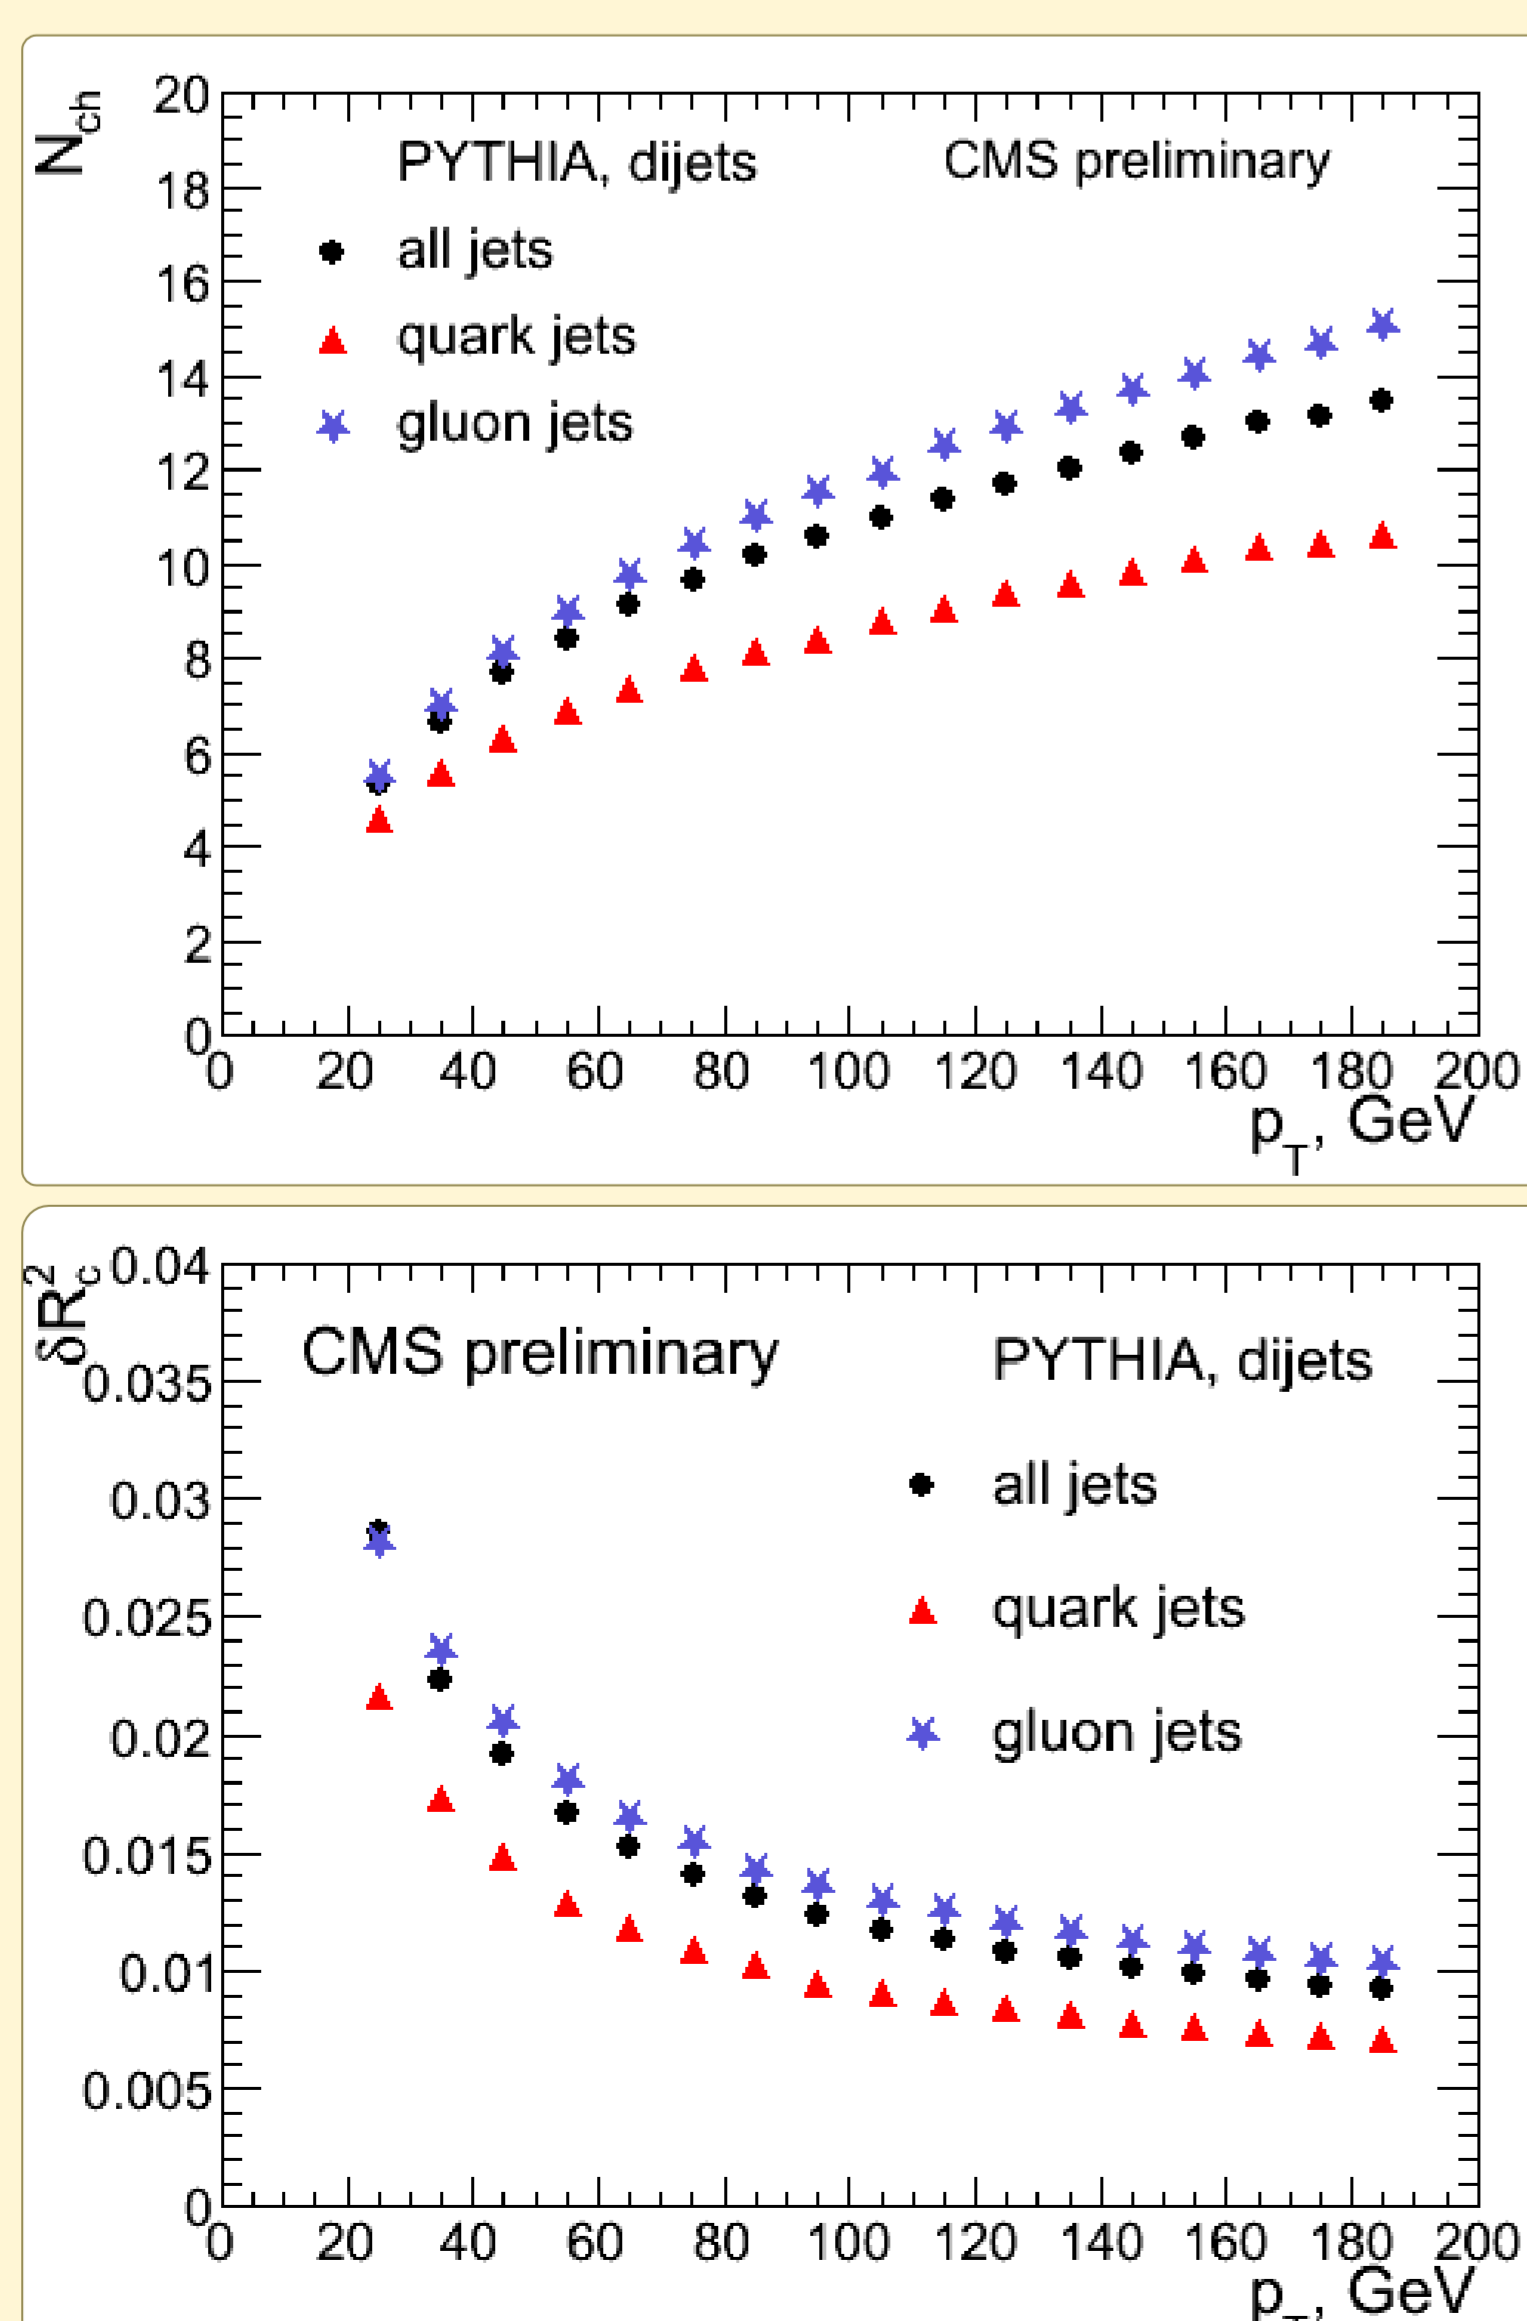 N_ch
20
18
16
14
12
10
8
6
4
2
0
PYTHIA, dijets
CMS preliminary
all jets
quark jets
gluon jets
0 20 40 60 80 100 120 140 160 180 200
p_T, GeV
δR_c^2
0.04
0.035
0.03
0.025
0.02
0.015
0.01
0.005
0
CMS preliminary
PYTHIA, dijets
all jets
quark jets
gluon jets
0 20 40 60 80 100 120 140 160 180 200
p_T, GeV